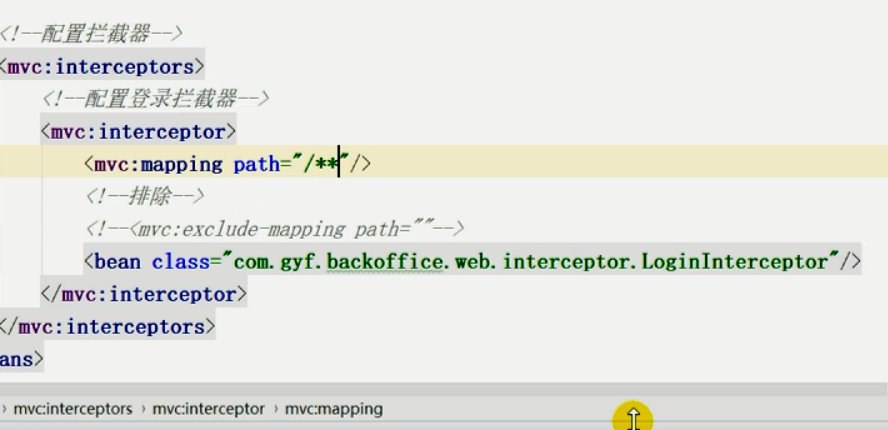 <!--配置拦截器-->
<mvc:interceptors>
<!--配置登录拦截器-->
<mvc:interceptor>
<mvc:mapping path="/**"/>
<!--排除-->
<!--<mvc:exclude-mapping path=""-->
<bean class="com.gyf.backoffice.web.interceptor.LoginInterceptor"/>
</mvc:interceptor>
</mvc:interceptors>
ans>
› mvc:interceptors › mvc:interceptor › mvc:mapping